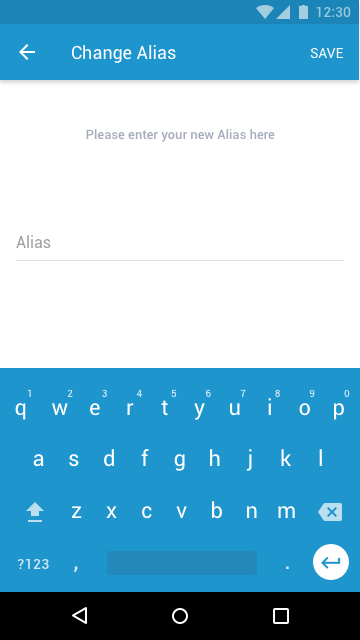 12:30
Change Alias SAVE
Please enter your new Alias here
Alias
1 2 3 4 5 6 7 8 9 0
q w e r t y u i o p
a s d f g h j k l
z x c v b n m
?123 , .